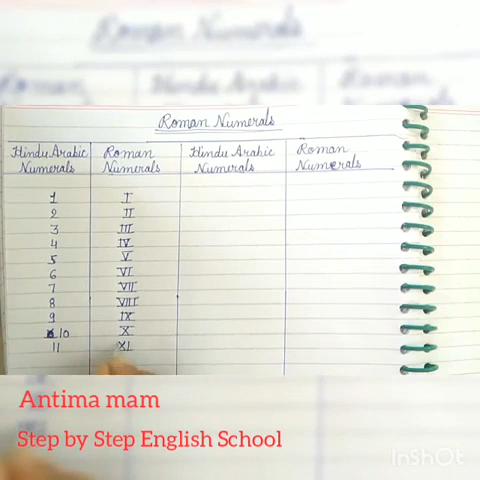 Roman Numerals
Hindu Arabic Numerals Roman Numerals Hindu Arabic Numerals Roman Numerals
1 I
2 II
3 III
4 IV
5 V
6 VI
7 VII
8 VIII
9 IX
10 X
11 XI
Antima mam
Step by Step English School
InShOt